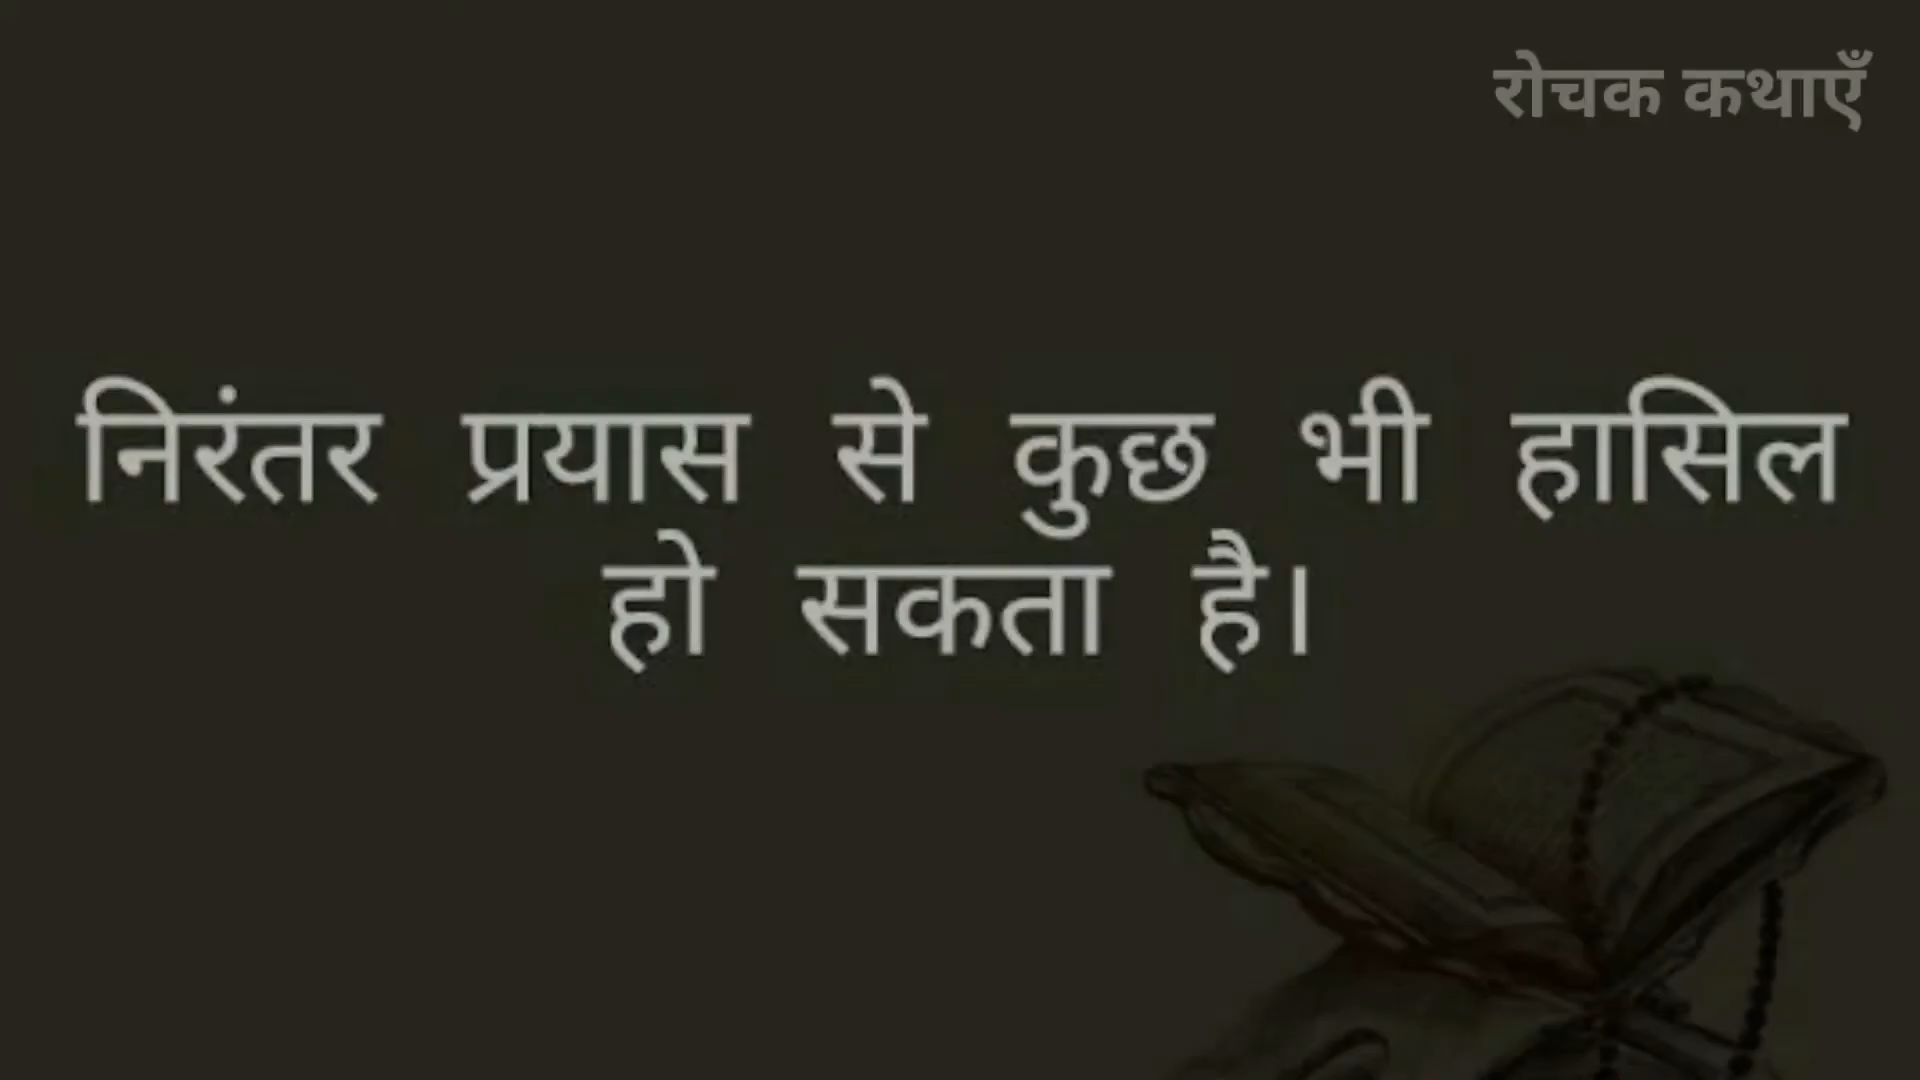 रोचक कथाएँ
निरंतर प्रयास से कुछ भी हासिल
हो सकता है।